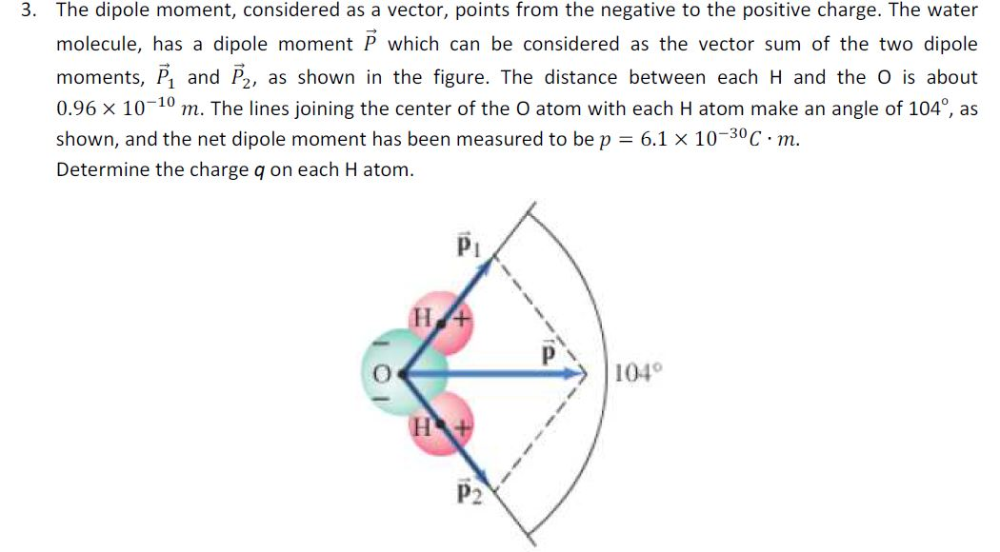 3. The dipole moment, considered as a vector, points from the negative to the positive charge. The water
molecule, has a dipole moment P⃗ which can be considered as the vector sum of the two dipole
moments, P⃗₁ and P⃗₂, as shown in the figure. The distance between each H and the O is about
0.96 × 10⁻¹⁰ m. The lines joining the center of the O atom with each H atom make an angle of 104°, as
shown, and the net dipole moment has been measured to be p = 6.1 × 10⁻³⁰C · m.
Determine the charge q on each H atom.
p⃗₁
H +
−
p⃗
O
104°
−
H +
p⃗₂